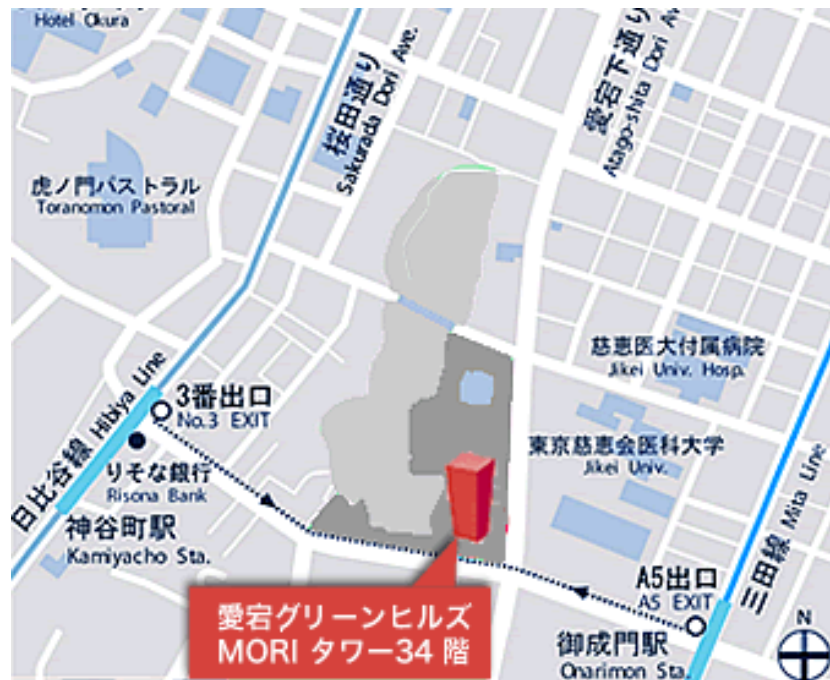 Hotel Okura
桜田通り
Sakurada Dori Ave.
愛宕下通り
Atago-shita Dori Ave.
虎ノ門パストラル
Toranomon Pastoral
慈恵医大付属病院
Jikei Univ. Hosp.
3番出口
No.3 EXIT
日比谷線 Hibiya Line
東京慈恵会医科大学
Jikei Univ.
りそな銀行
Risona Bank
神谷町駅
Kamiyacho Sta.
三田線 Mita Line
A5出口
A5 EXIT
愛宕グリーンヒルズ
MORI タワー34 階
御成門駅
Onarimon Sta.
N